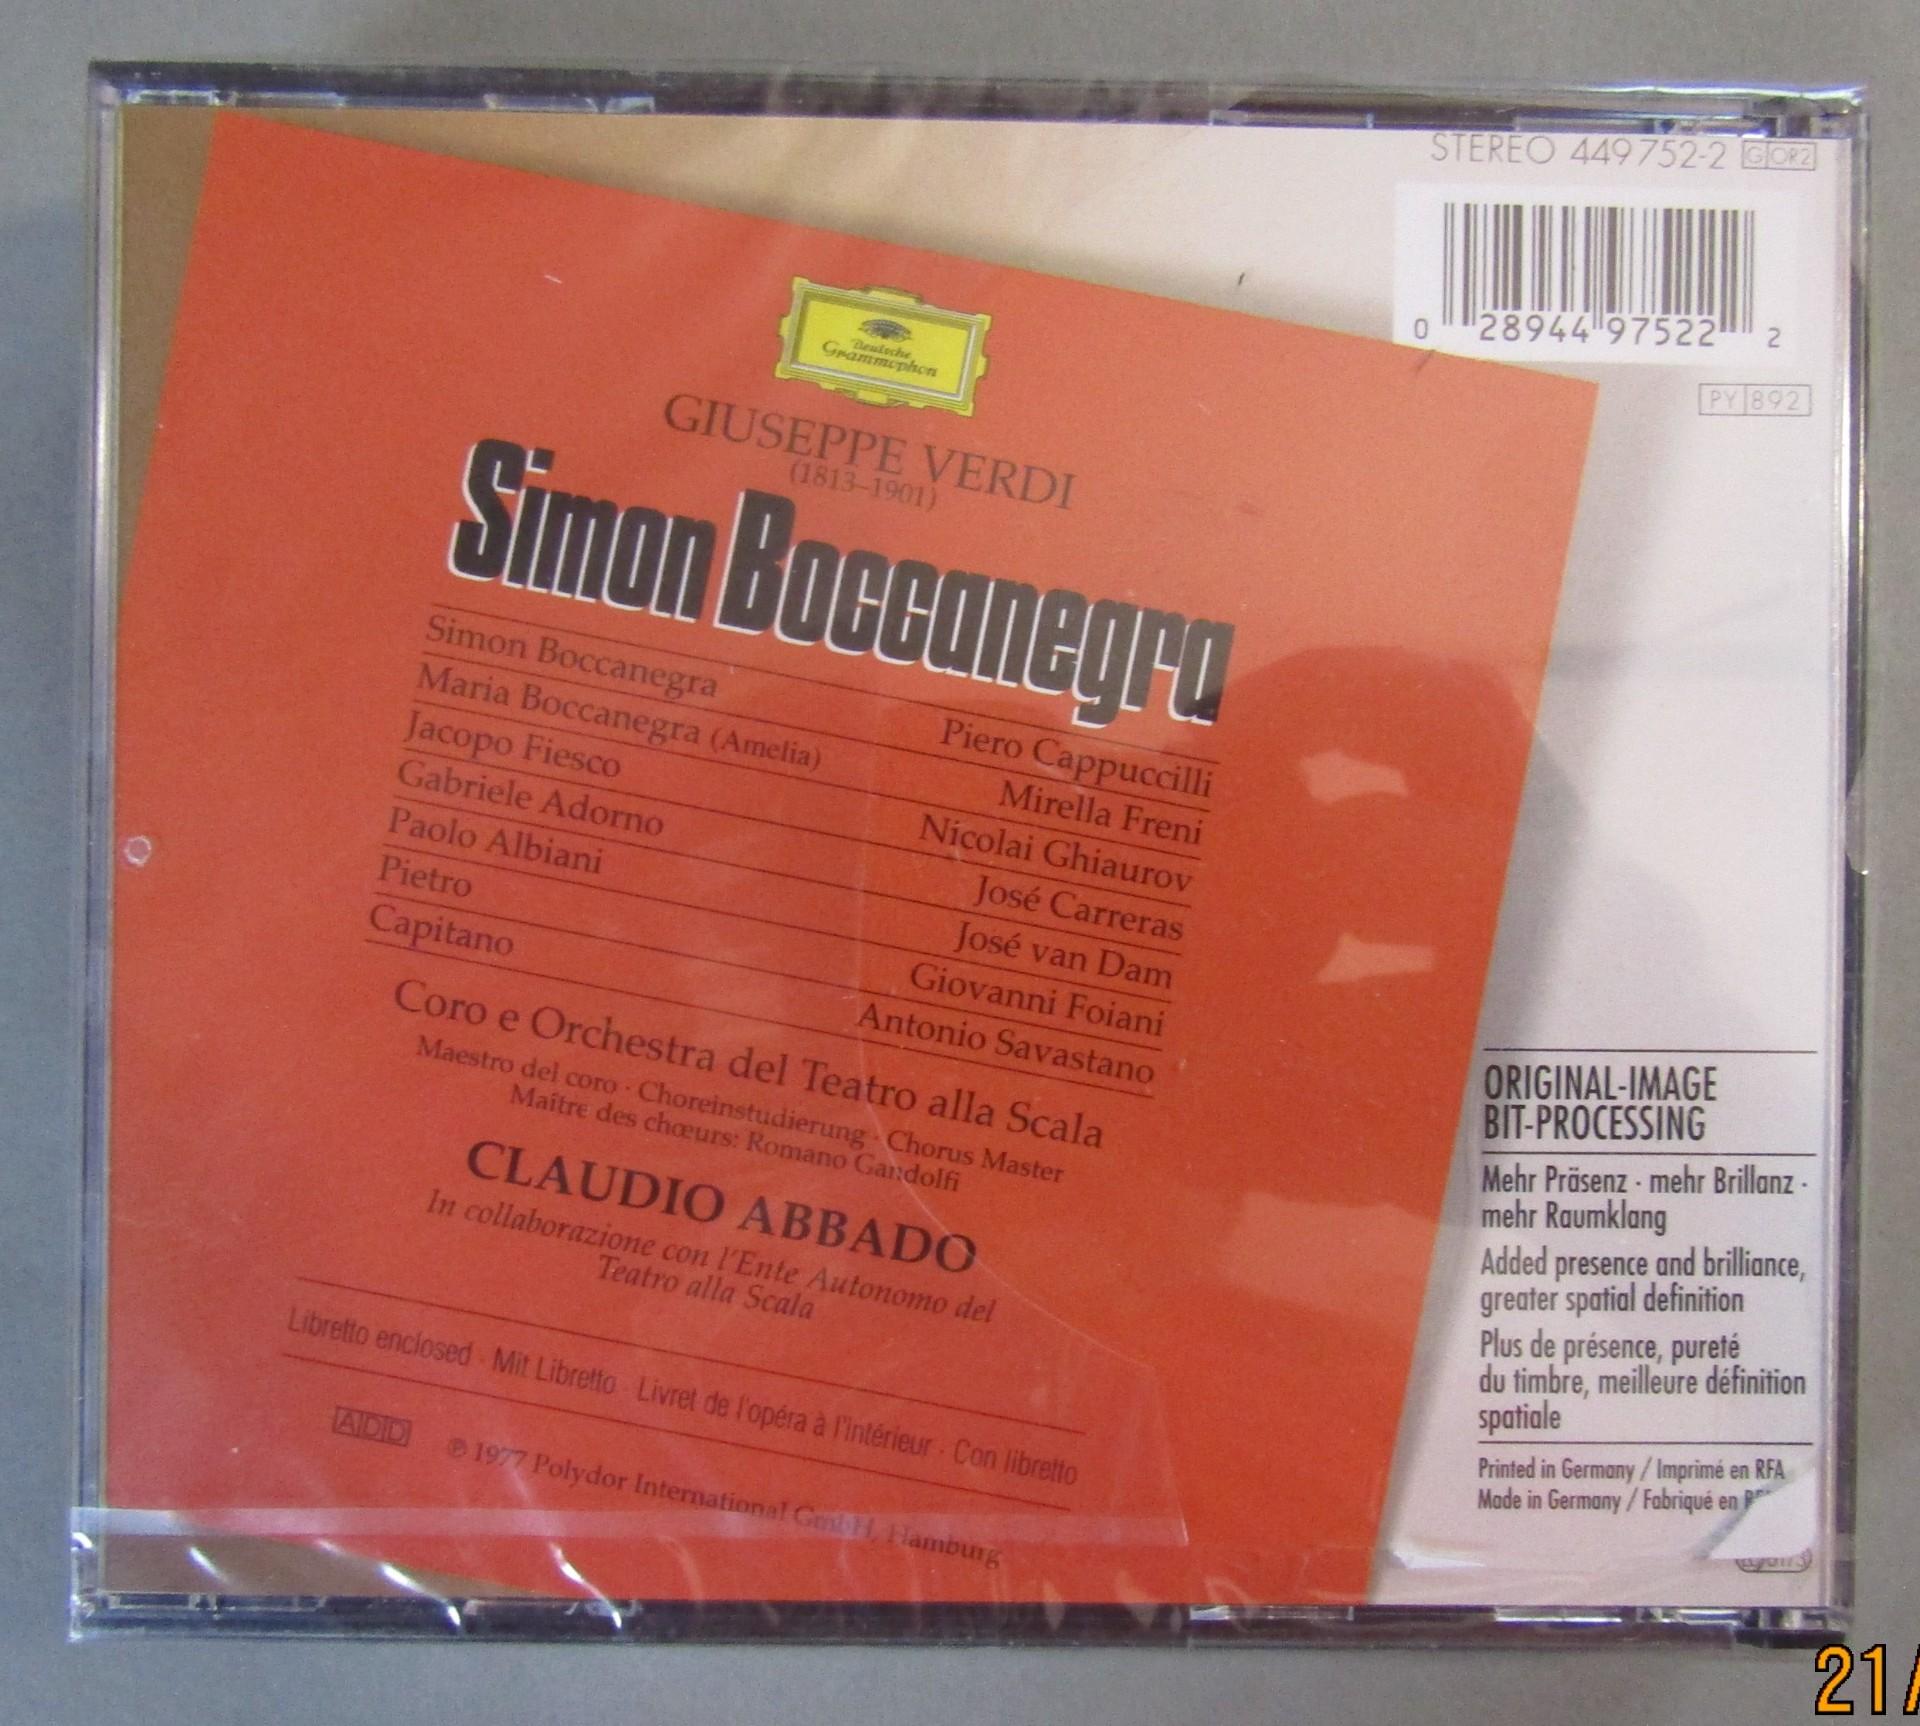 STEREO 449 752-2 G OR2
0 28944 97522 2
PY 892
Deutsche
Grammophon
GIUSEPPE VERDI
(1813–1901)
Simon Boccanegra
Simon Boccanegra Piero Cappuccilli
Maria Boccanegra (Amelia) Mirella Freni
Jacopo Fiesco Nicolai Ghiaurov
Gabriele Adorno José Carreras
Paolo Albiani José van Dam
Pietro Giovanni Foiani
Capitano Antonio Savastano
Coro e Orchestra del Teatro alla Scala
Maestro del coro · Choreinstudierung · Chorus Master
Maître des chœurs: Romano Gandolfi
CLAUDIO ABBADO
In collaborazione con l'Ente Autonomo del
Teatro alla Scala
Libretto enclosed · Mit Libretto · Livret de l'opéra à l'intérieur · Con libretto
ADD
℗ 1977 Polydor International GmbH, Hamburg
ORIGINAL-IMAGE
BIT-PROCESSING
Mehr Präsenz · mehr Brillanz ·
mehr Raumklang
Added presence and brilliance,
greater spatial definition
Plus de présence, pureté
du timbre, meilleure définition
spatiale
Printed in Germany / Imprimé en RFA
Made in Germany / Fabriqué en
21/